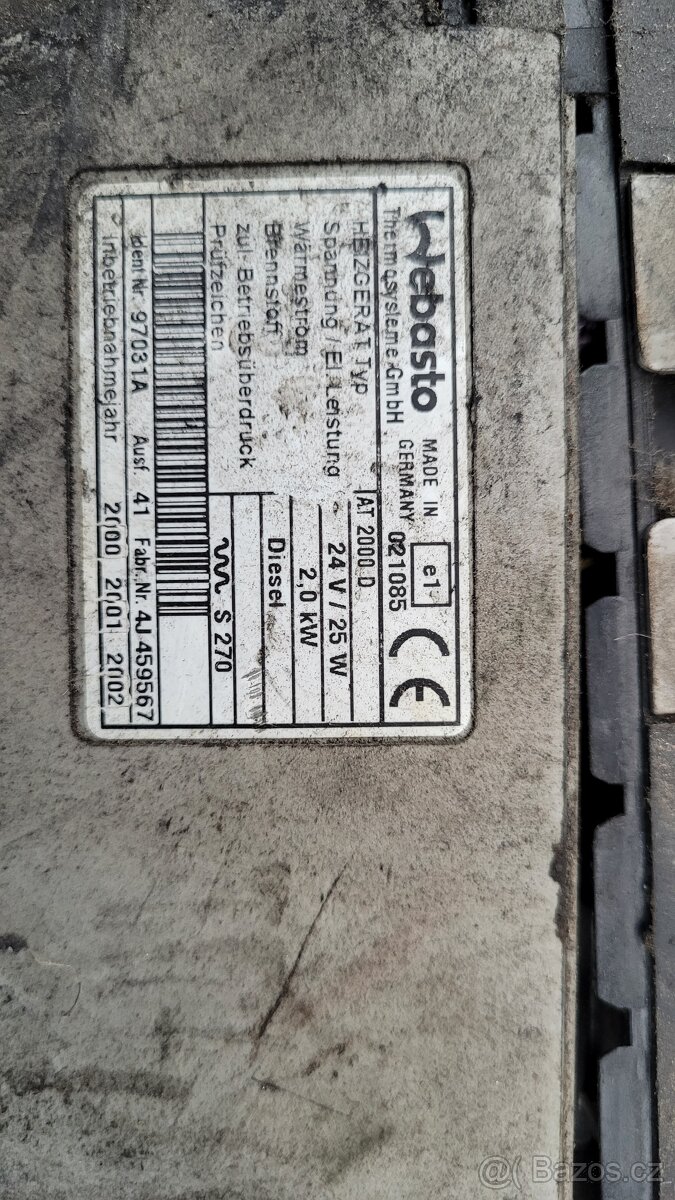 Webasto MADE IN GERMANY e1
Thermosysteme GmbH 021085 CE
HEIZGERÄT Typ AT 2000 D
Spannung / El. Leistung 24 V / 25 W
Wärmestrom 2,0 kW
Brennstoff Diesel
zul. Betriebsüberdruck
Prüfzeichen S 270
Ident Nr. 97031A Ausf. 41 Fabr.Nr. 4J 459567
Inbetriebnahmejahr 2000 2001 2002
@ Bazos.cz